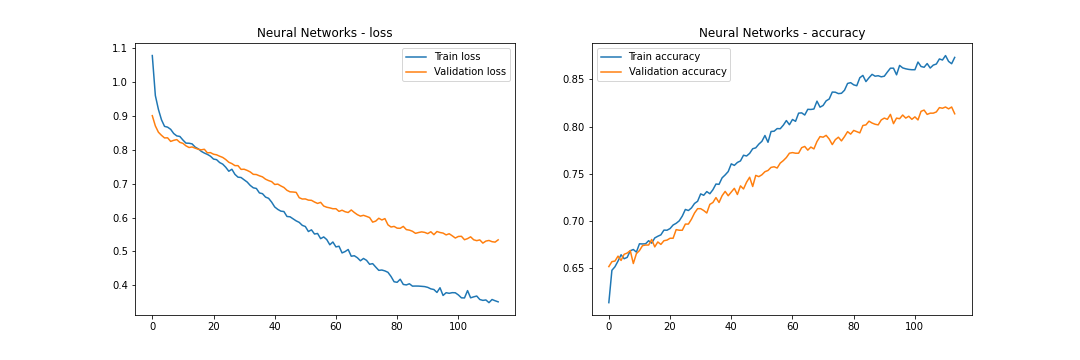 Neural Networks - loss
Train loss
Validation loss
1.1
1.0
0.9
0.8
0.7
0.6
0.5
0.4
0 20 40 60 80 100
Neural Networks - accuracy
Train accuracy
Validation accuracy
0.85
0.80
0.75
0.70
0.65
0 20 40 60 80 100